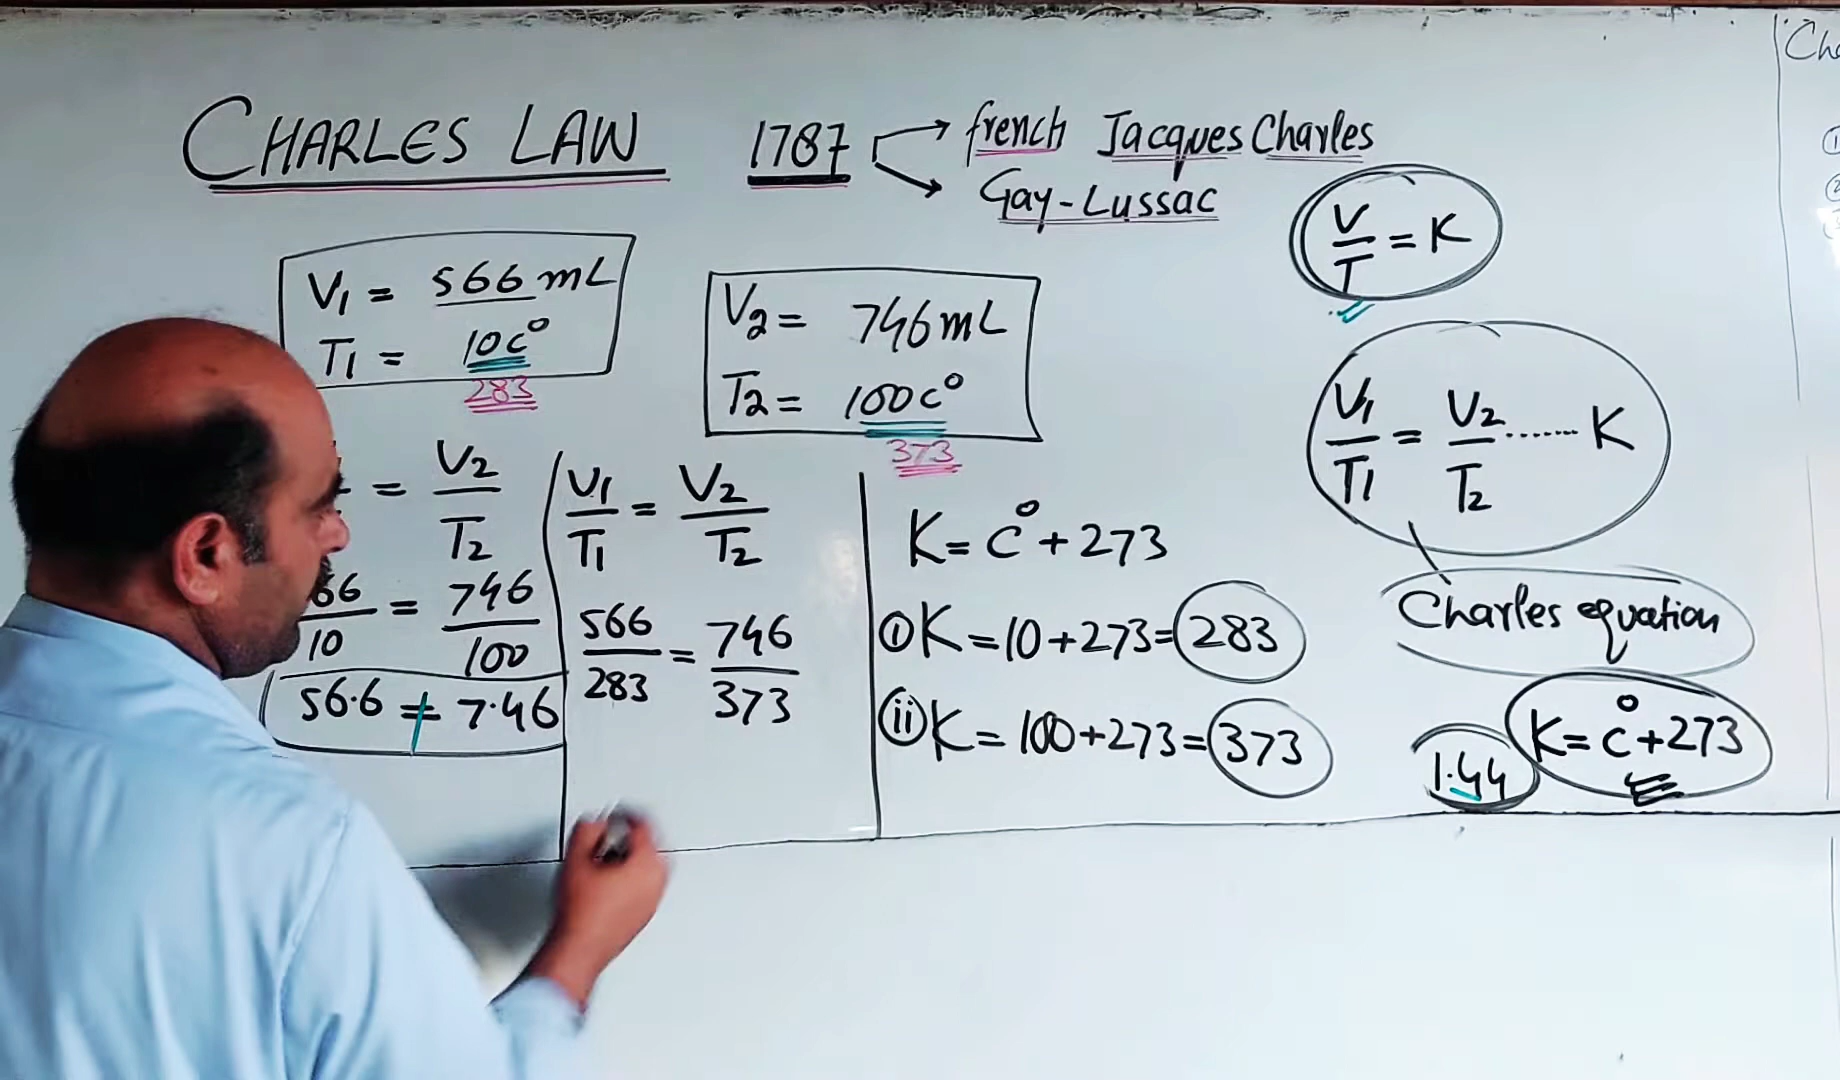 CHARLES LAW 1787 → french Jacques Charles
→ Gay-Lussac
V/T = K
V1 = 566 mL
T1 = 10c°
283
V2 = 746 mL
T2 = 100c°
373
V1/T1 = V2/T2 ....... K
Charles equation
K = c° + 273
1.44
= V2/T2
66/10 = 746/100
56.6 ≠ 7.46
V1/T1 = V2/T2
566/283 = 746/373
K = c° + 273
(i) K = 10 + 273 = 283
(ii) K = 100 + 273 = 373